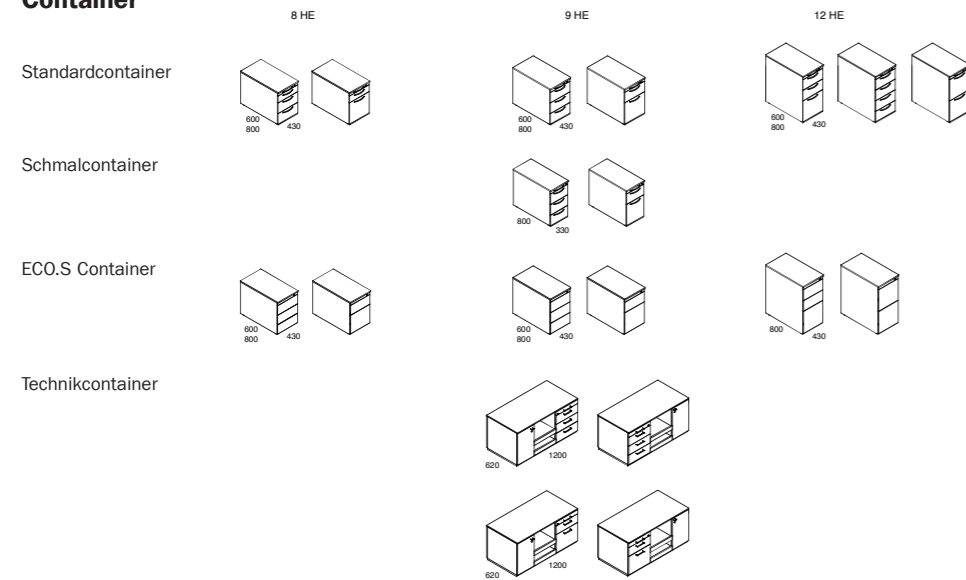 Container
8 HE 9 HE 12 HE
Standardcontainer
600 800 430
600 800 430
600 800 430
Schmalcontainer
800 330
ECO.S Container
600 800 430
600 800 430
800 430
Technikcontainer
620 1200
620 1200